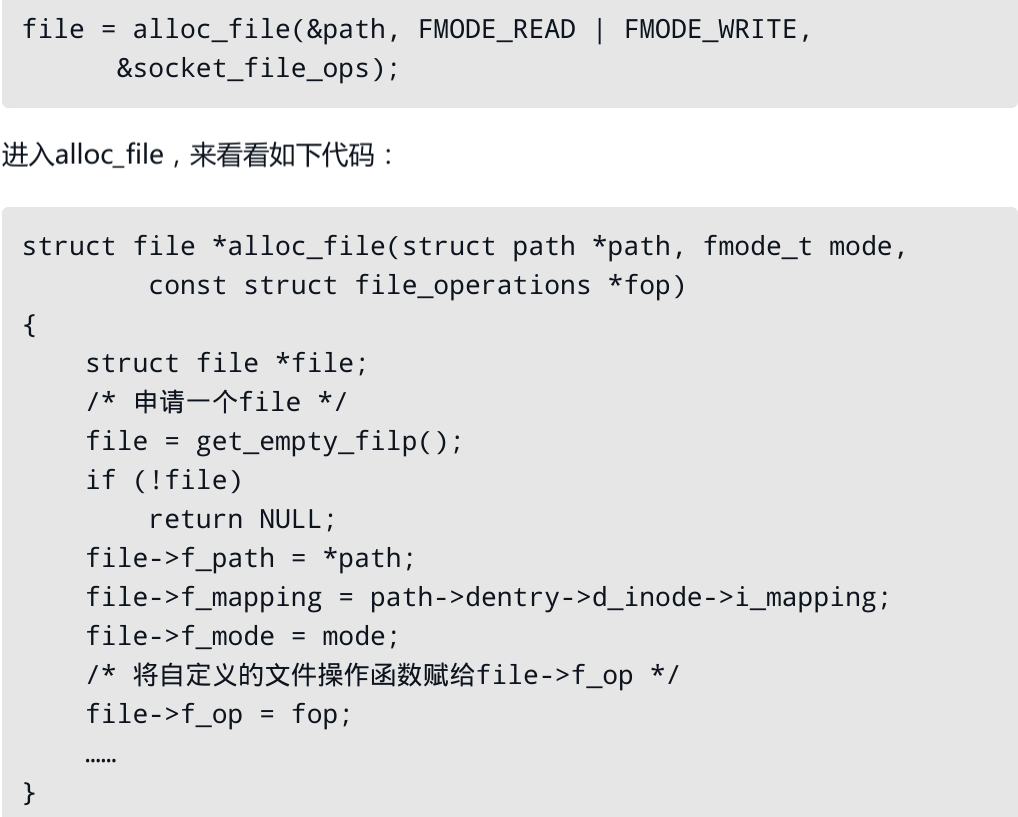 file = alloc_file(&path, FMODE_READ | FMODE_WRITE,
      &socket_file_ops);
进入alloc_file，来看看如下代码：
struct file *alloc_file(struct path *path, fmode_t mode,
        const struct file_operations *fop)
{
    struct file *file;
    /* 申请一个file */
    file = get_empty_filp();
    if (!file)
        return NULL;
    file->f_path = *path;
    file->f_mapping = path->dentry->d_inode->i_mapping;
    file->f_mode = mode;
    /* 将自定义的文件操作函数赋给file->f_op */
    file->f_op = fop;
    ……
}